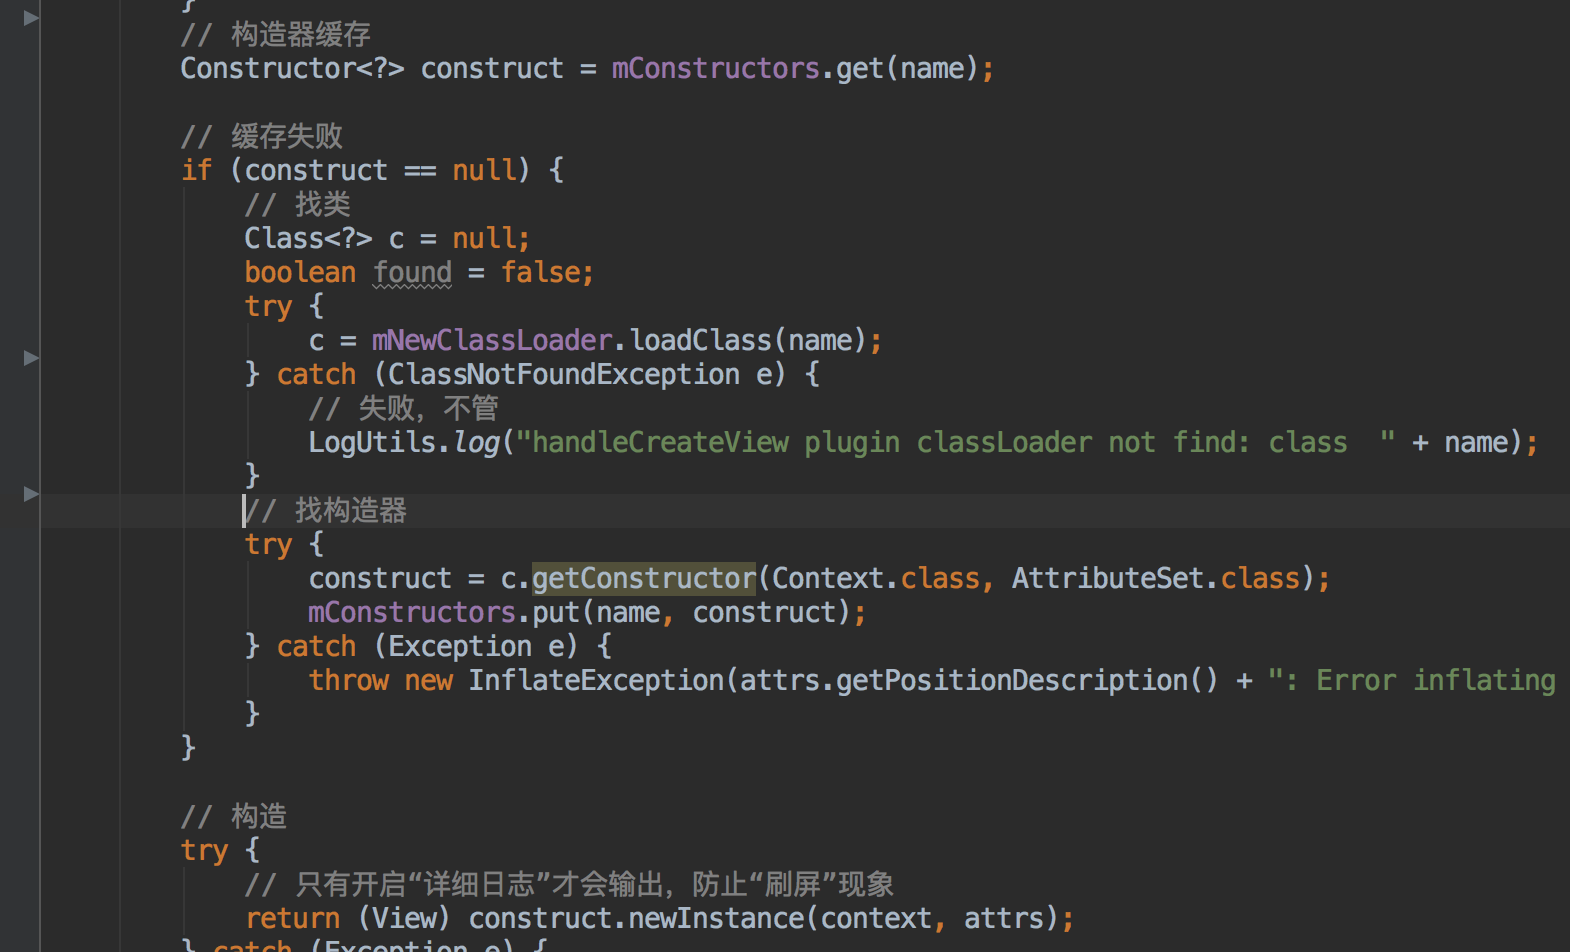 }
// 构造器缓存
Constructor<?> construct = mConstructors.get(name);
// 缓存失败
if (construct == null) {
// 找类
Class<?> c = null;
boolean found = false;
try {
c = mNewClassLoader.loadClass(name);
} catch (ClassNotFoundException e) {
// 失败，不管
LogUtils.log("handleCreateView plugin classLoader not find: class  " + name);
}
// 找构造器
try {
construct = c.getConstructor(Context.class, AttributeSet.class);
mConstructors.put(name, construct);
} catch (Exception e) {
throw new InflateException(attrs.getPositionDescription() + ": Error inflating
}
}
// 构造
try {
// 只有开启“详细日志”才会输出，防止“刷屏”现象
return (View) construct.newInstance(context, attrs);
} catch (Exception e) {